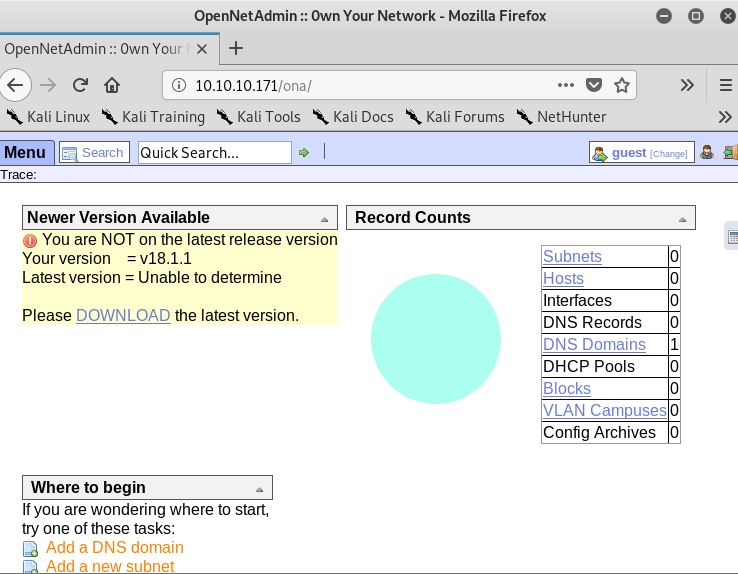 OpenNetAdmin :: 0wn Your Network - Mozilla Firefox
OpenNetAdmin :: 0wn Your
10.10.10.171/ona/
Kali Linux Kali Training Kali Tools Kali Docs Kali Forums NetHunter
Menu Search Quick Search... guest [Change]
Trace:
Newer Version Available
You are NOT on the latest release version
Your version = v18.1.1
Latest version = Unable to determine
Please DOWNLOAD the latest version.
Record Counts
Subnets 0
Hosts 0
Interfaces 0
DNS Records 0
DNS Domains 1
DHCP Pools 0
Blocks 0
VLAN Campuses 0
Config Archives 0
Where to begin
If you are wondering where to start,
try one of these tasks:
Add a DNS domain
Add a new subnet